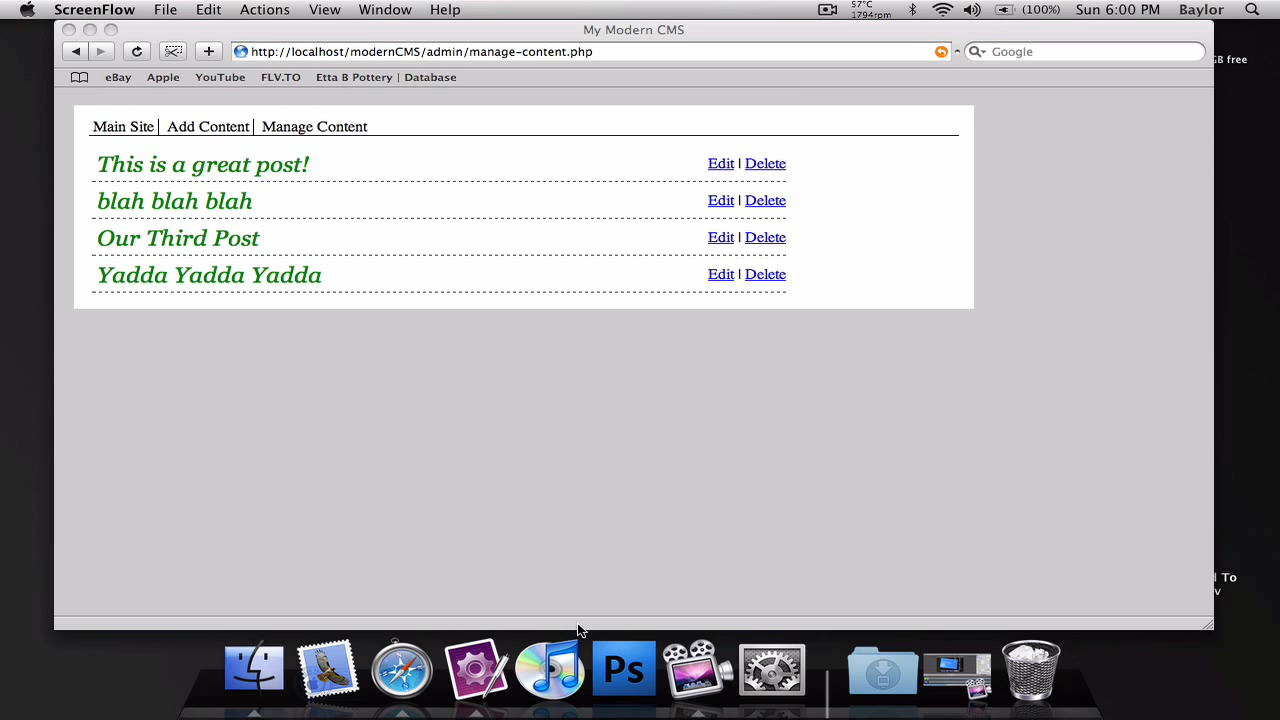 ScreenFlow File Edit Actions View Window Help 57°C 1794rpm (100%) Sun 6:00 PM Baylor
My Modern CMS
http://localhost/modernCMS/admin/manage-content.php Google
GB free
eBay Apple YouTube FLV.TO Etta B Pottery | Database
Main Site Add Content Manage Content
This is a great post! Edit | Delete
blah blah blah Edit | Delete
Our Third Post Edit | Delete
Yadda Yadda Yadda Edit | Delete
To
v
Ps